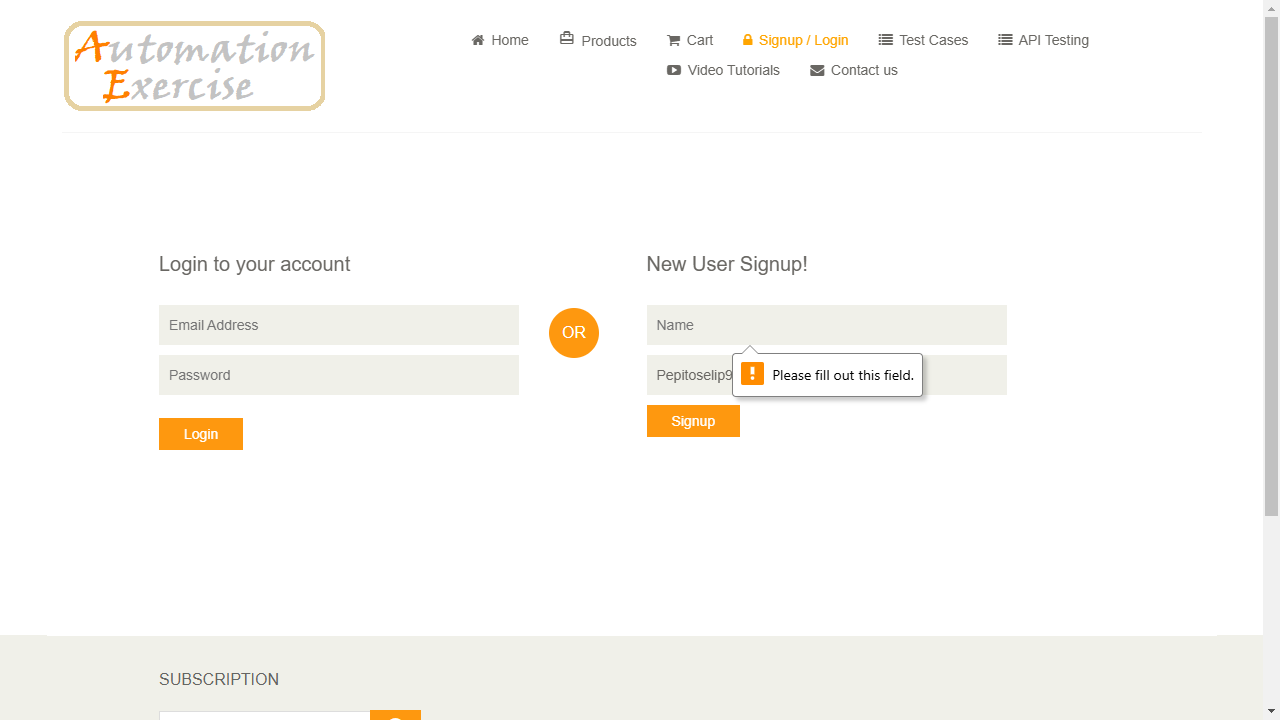 Automation
Exercise
Home
Products
Cart
Signup / Login
Test Cases
API Testing
Video Tutorials
Contact us
Login to your account
Email Address
Password
Login
OR
New User Signup!
Name
Pepitoselip9
! Please fill out this field.
Signup
SUBSCRIPTION